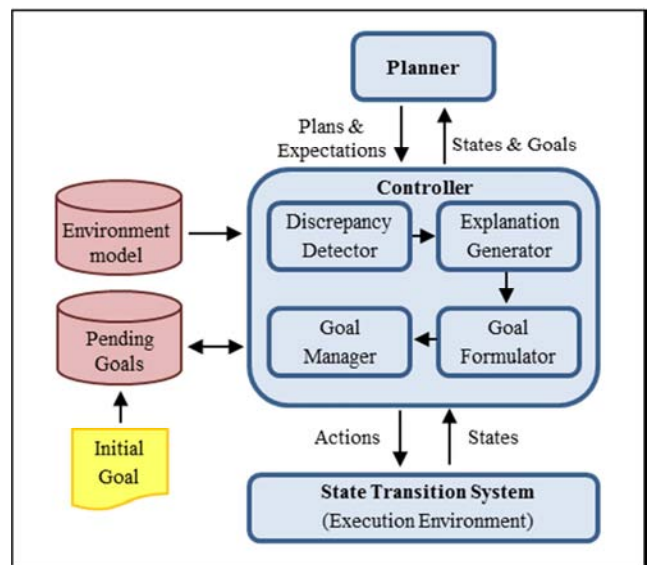 Planner
Plans &
Expectations
States & Goals
Controller
Environment
model
Discrepancy
Detector
Explanation
Generator
Pending
Goals
Goal
Manager
Goal
Formulator
Initial
Goal
Actions
States
State Transition System
(Execution Environment)